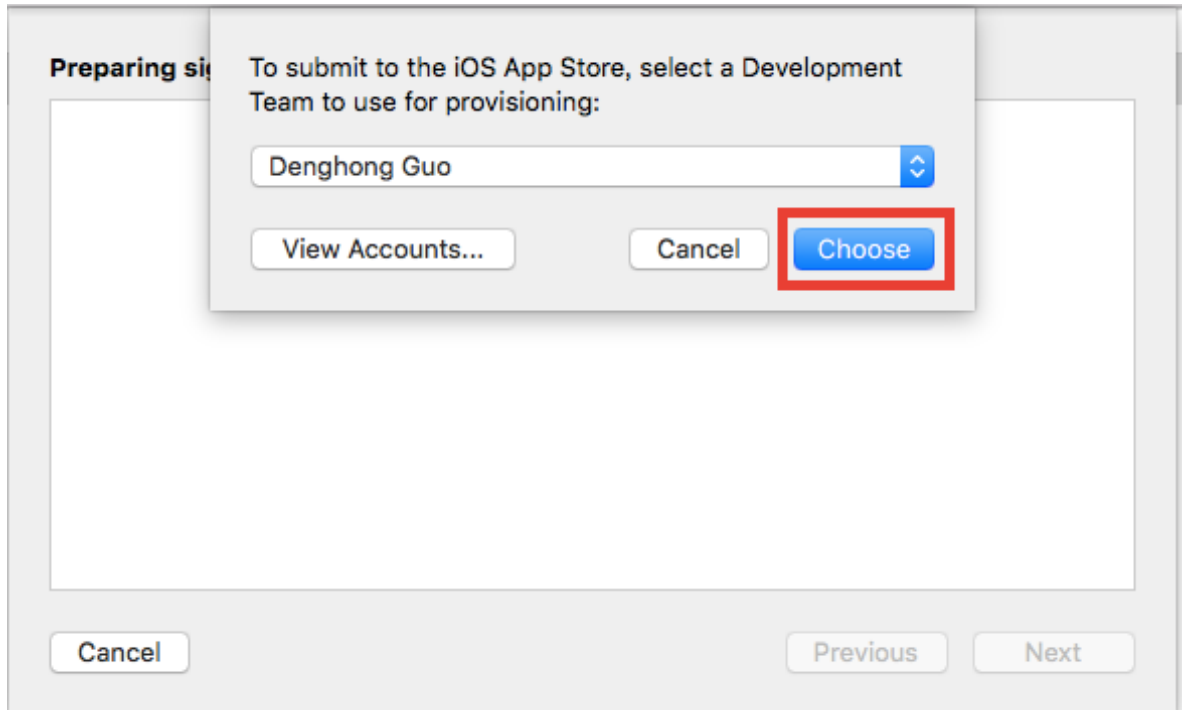 Preparing
To submit to the iOS App Store, select a Development
Team to use for provisioning:
Denghong Guo
View Accounts...
Cancel
Choose
Cancel
Previous
Next